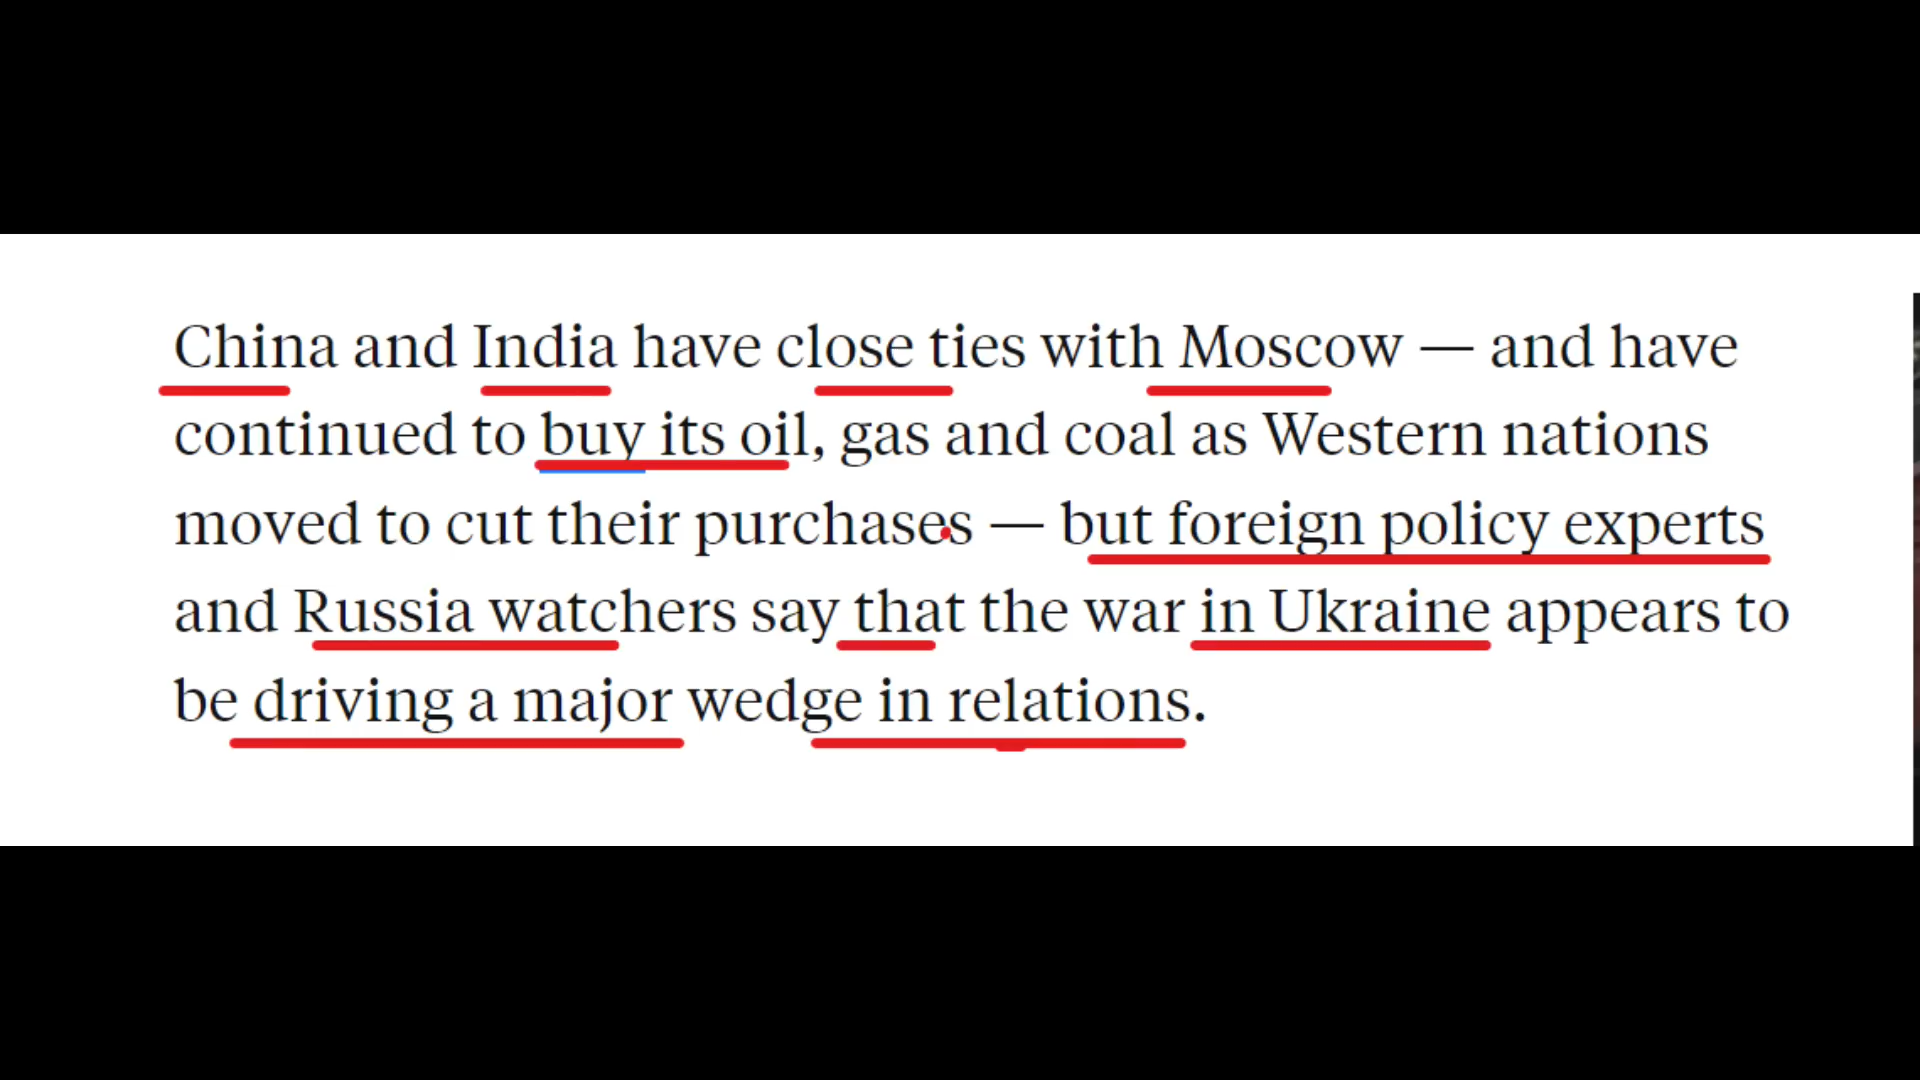 China and India have close ties with Moscow — and have
continued to buy its oil, gas and coal as Western nations
moved to cut their purchases — but foreign policy experts
and Russia watchers say that the war in Ukraine appears to
be driving a major wedge in relations.